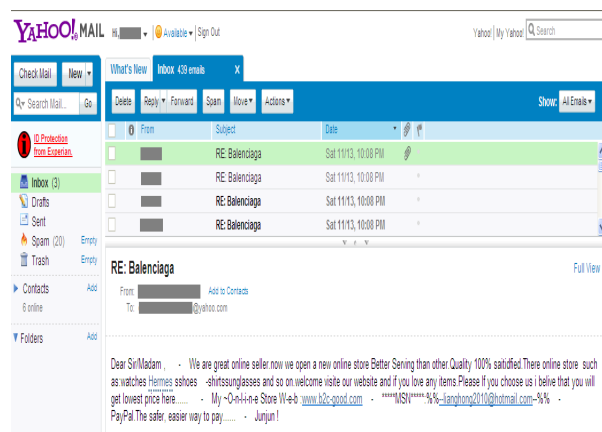 YAHOO! MAIL Hi, Available Sign Out Yahoo! My Yahoo! Search
Check Mail New What's New Inbox 439 emails X
Search Mail... Go Delete Reply Forward Spam Move Actions Show: All Emails
From Subject Date
ID Protection
from Experian.
RE: Balenciaga Sat 11/13, 10:08 PM
RE: Balenciaga Sat 11/13, 10:08 PM
Inbox (3)
Drafts RE: Balenciaga Sat 11/13, 10:08 PM
Sent RE: Balenciaga Sat 11/13, 10:08 PM
Spam (20) Empty
Trash Empty RE: Balenciaga Full View
Contacts Add From: Add to Contacts
6 online To: @yahoo.com
Folders Add
Dear Sir/Madam , - We are great online seller.now we open a new online store Better Serving than other.Quality 100% saitidfied.There online store such
as:watches Hermes sshoes -shirtssunglasses and so on.welcome visite our website and if you love any items.Please If you choose us i belive that you will
get lowest price here...... - My ~O-n-l-i-n-e Store W-e-b :www.b2c-good.com - *****MSN*****:%%--lianghong2010@hotmail.com--%% -
PayPal.The safer, easier way to pay...... - Junjun !